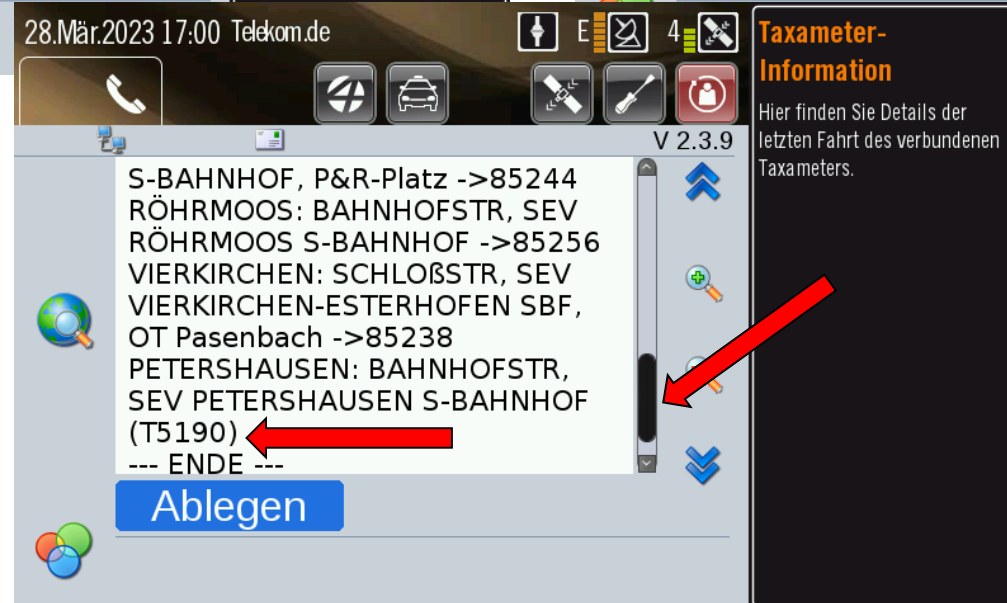 28.Mär.2023 17:00 Telekom.de
E
4
V 2.3.9
S-BAHNHOF, P&R-Platz ->85244
RÖHRMOOS: BAHNHOFSTR, SEV
RÖHRMOOS S-BAHNHOF ->85256
VIERKIRCHEN: SCHLOßSTR, SEV
VIERKIRCHEN-ESTERHOFEN SBF,
OT Pasenbach ->85238
PETERSHAUSEN: BAHNHOFSTR,
SEV PETERSHAUSEN S-BAHNHOF
(T5190)
--- ENDE ---
Ablegen
Taxameter-
Information
Hier finden Sie Details der
letzten Fahrt des verbundenen
Taxameters.